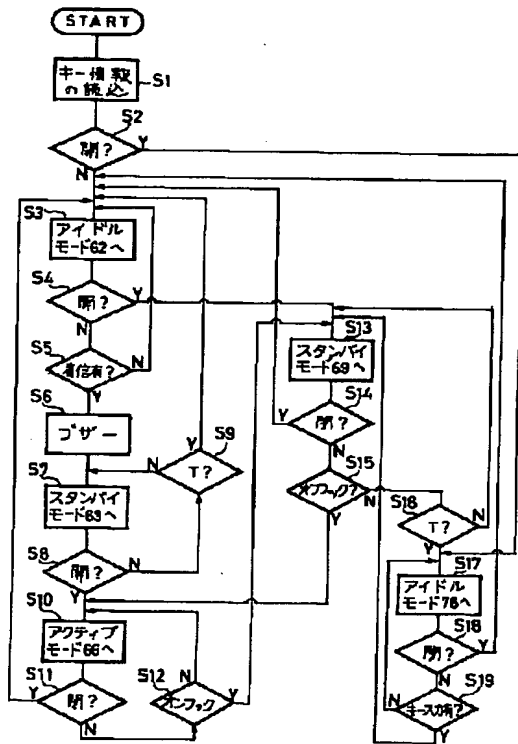 START
キー情報
の読込
S1
S2
開?
Y
N
S3
アイドル
モード62へ
S4
開?
Y
N
S5
着信有?
N
Y
S6
ブザー
S7
スタンバイ
モード63へ
S8
開?
N
Y
S9
T?
N
Y
S10
アクティブ
モード66へ
S11
閉?
Y
N
S12
オンフック
N
Y
S13
スタンバイ
モード69へ
S14
閉?
Y
N
S15
オフフック?
N
Y
S16
T?
N
Y
S17
アイドル
モード76へ
S18
閉?
Y
N
S19
キー入力有?
N
Y